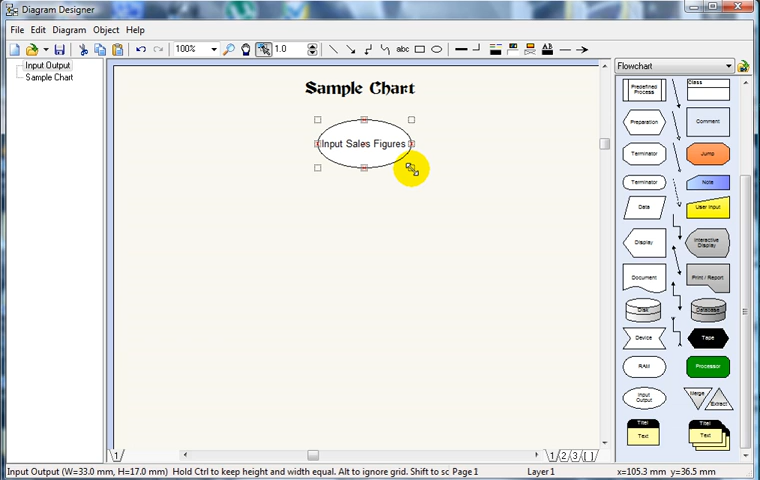 Diagram Designer
File Edit Diagram Object Help
100% abc 1.0 AB
Input Output
Sample Chart
Sample Chart
Input Sales Figures
Flowchart
Predefined Process
Class
Preparation
Comment
Terminator
Jump
Terminator
Note
Data
User Input
Display
Interactive Display
Document
Print / Report
Disk
Database
Device
Tape
RAM
Processor
Input Output
Merge
Extract
Titel
Text
Titel
Text
1
1 2 3 [ ]
Input Output (W=33.0 mm, H=17.0 mm) Hold Ctrl to keep height and width equal. Alt to ignore grid. Shift to sc Page 1 Layer 1 x=105.3 mm y=36.5 mm